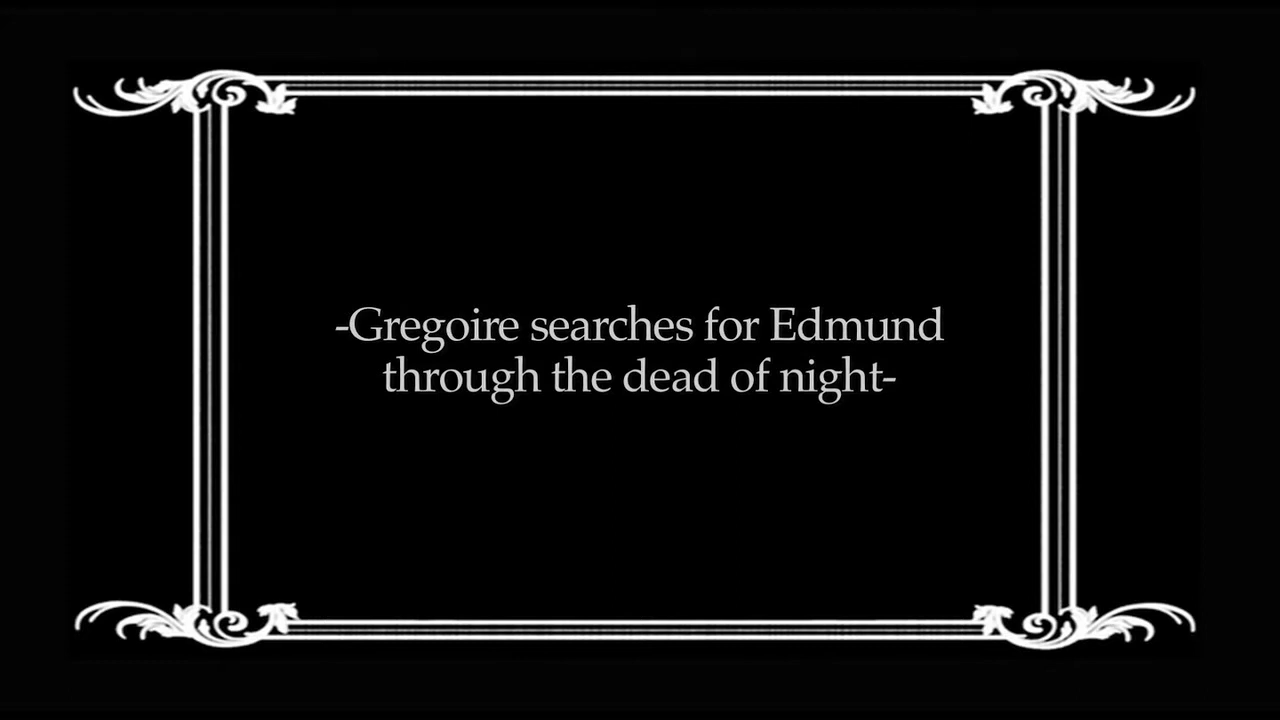 -Gregoire searches for Edmund
through the dead of night-